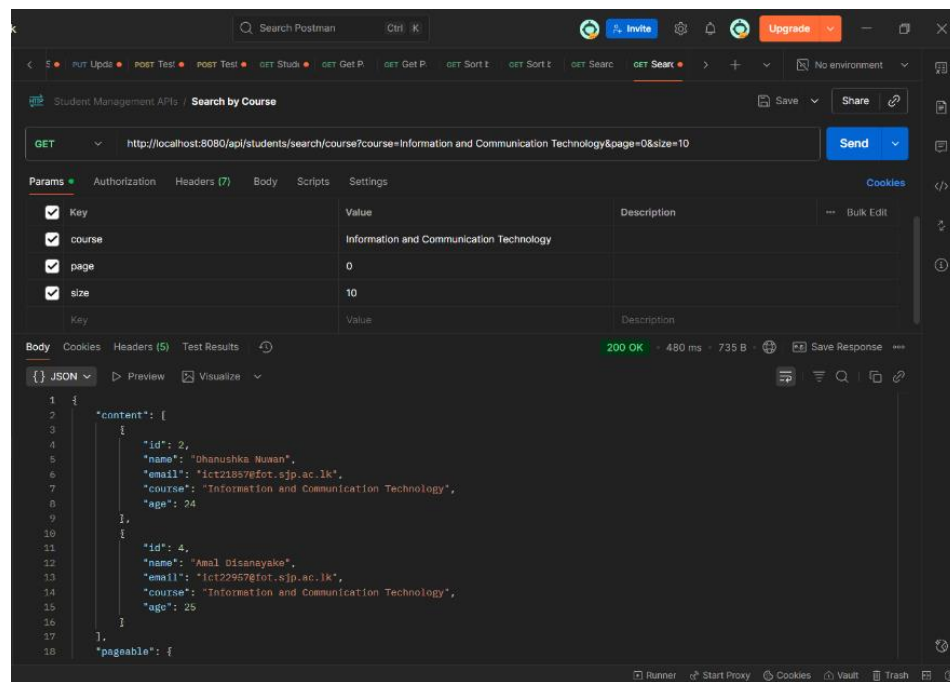 k
Search Postman Ctrl K Invite Upgrade
PUT Upda POST Test POST Test GET Stude GET Get P. GET Get P. GET Sort t GET Sort t GET Searc GET Searc No environment
HTTP Student Management APIs / Search by Course Save Share
GET http://localhost:8080/api/students/search/course?course=Information and Communication Technology&page=0&size=10 Send
Params Authorization Headers (7) Body Scripts Settings Cookies
Key Value Description Bulk Edit
course Information and Communication Technology
page 0
size 10
Key Value Description
Body Cookies Headers (5) Test Results 200 OK 480 ms 735 B Save Response
{} JSON Preview Visualize
1 {
2 "content": [
3 {
4 "id": 2,
5 "name": "Dhanushka Nuwan",
6 "email": "ict21857@fot.sjp.ac.lk",
7 "course": "Information and Communication Technology",
8 "age": 24
9 },
10 {
11 "id": 4,
12 "name": "Amal Disanayake",
13 "email": "ict22957@fot.sjp.ac.lk",
14 "course": "Information and Communication Technology",
15 "age": 25
16 }
17 ],
18 "pageable": {
Runner Start Proxy Cookies Vault Trash